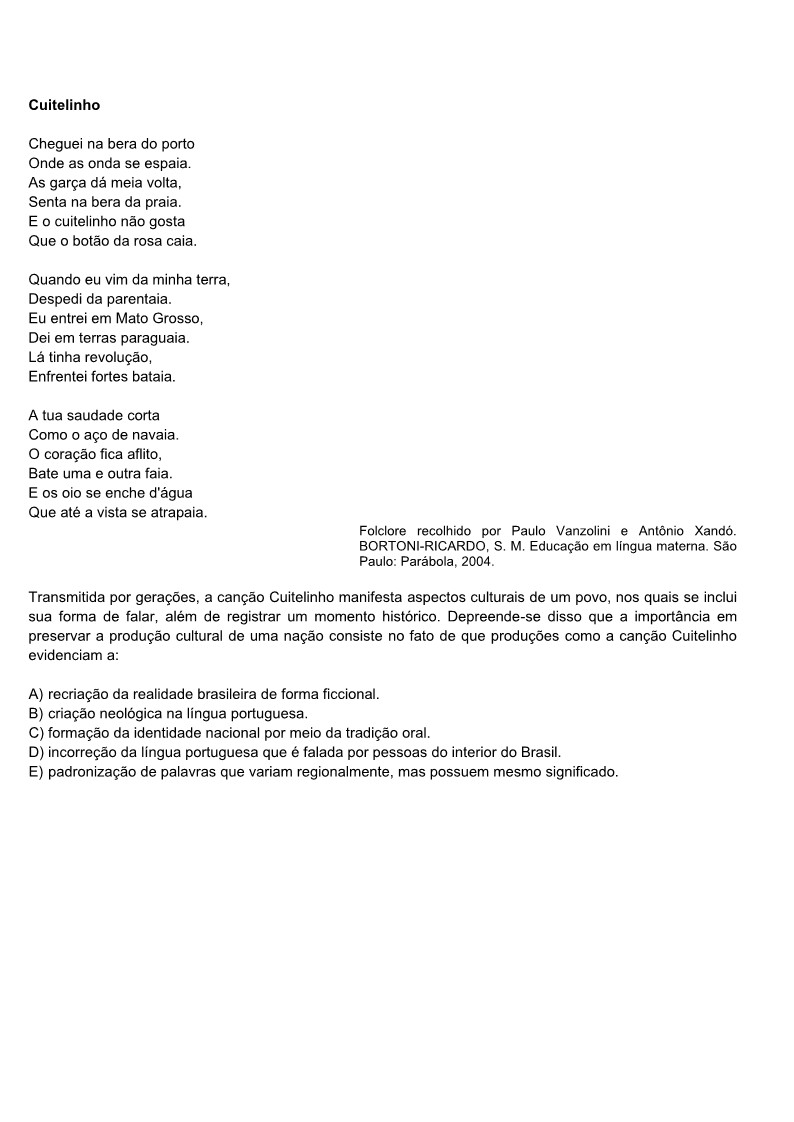 Cuitelinho
Cheguei na bera do porto
Onde as onda se espaia.
As garça dá meia volta,
Senta na bera da praia.
E o cuitelinho não gosta
Que o botão da rosa caia.
Quando eu vim da minha terra,
Despedi da parentaia.
Eu entrei em Mato Grosso,
Dei em terras paraguaia.
Lá tinha revolução,
Enfrentei fortes bataia.
A tua saudade corta
Como o aço de navaia.
O coração fica aflito,
Bate uma e outra faia.
E os oio se enche d'água
Que até a vista se atrapaia.
Folclore recolhido por Paulo Vanzolini e Antônio Xandó.
BORTONI-RICARDO, S. M. Educação em língua materna. São
Paulo: Parábola, 2004.
Transmitida por gerações, a canção Cuitelinho manifesta aspectos culturais de um povo, nos quais se inclui
sua forma de falar, além de registrar um momento histórico. Depreende-se disso que a importância em
preservar a produção cultural de uma nação consiste no fato de que produções como a canção Cuitelinho
evidenciam a:
A) recriação da realidade brasileira de forma ficcional.
B) criação neológica na língua portuguesa.
C) formação da identidade nacional por meio da tradição oral.
D) incorreção da língua portuguesa que é falada por pessoas do interior do Brasil.
E) padronização de palavras que variam regionalmente, mas possuem mesmo significado.